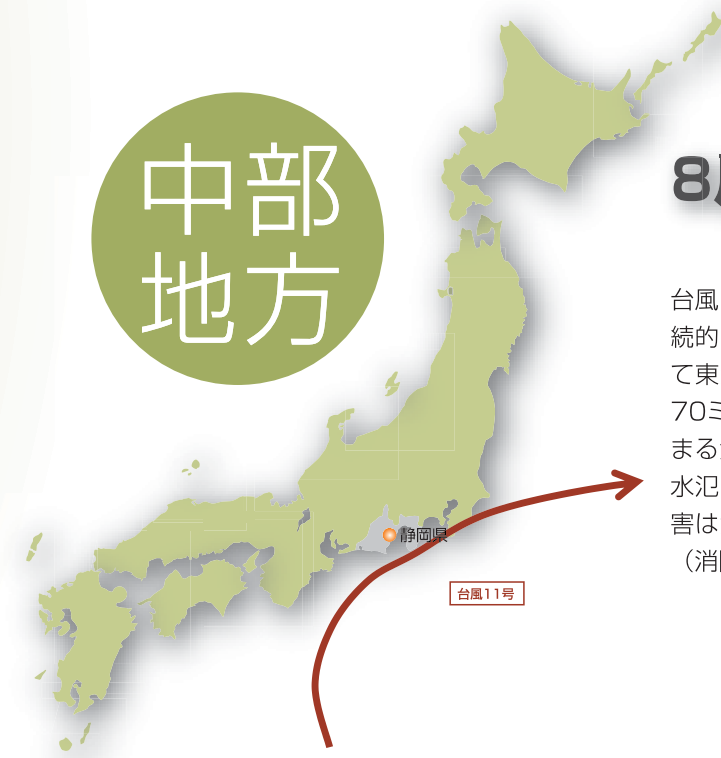 中部
地方
8
台風
続的
て東
70ミ
まる
水氾
害は
（消
静岡県
台風11号